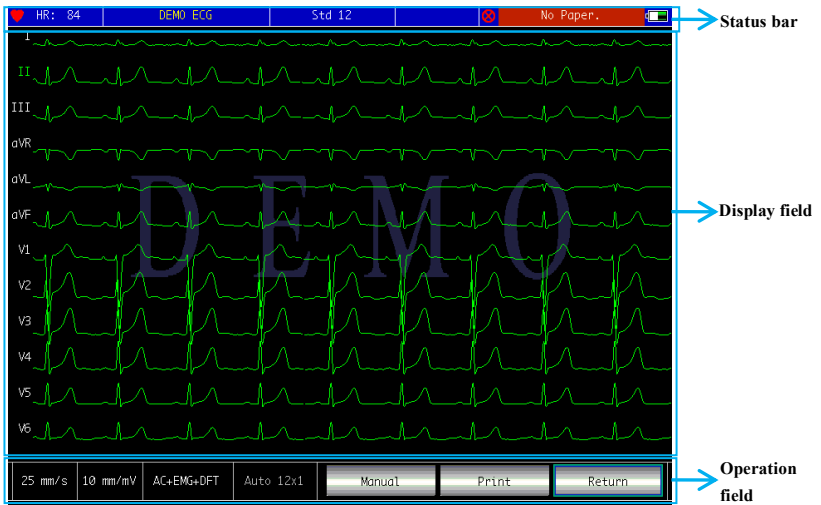 HR: 84 DEMO ECG Std 12 No Paper.
Status bar
I
II
III
aVR
aVL
aVF
V1
V2
V3
V4
V5
V6
DEMO
Display field
25 mm/s 10 mm/mV AC+EMG+DFT Auto 12x1 Manual Print Return
Operation
field